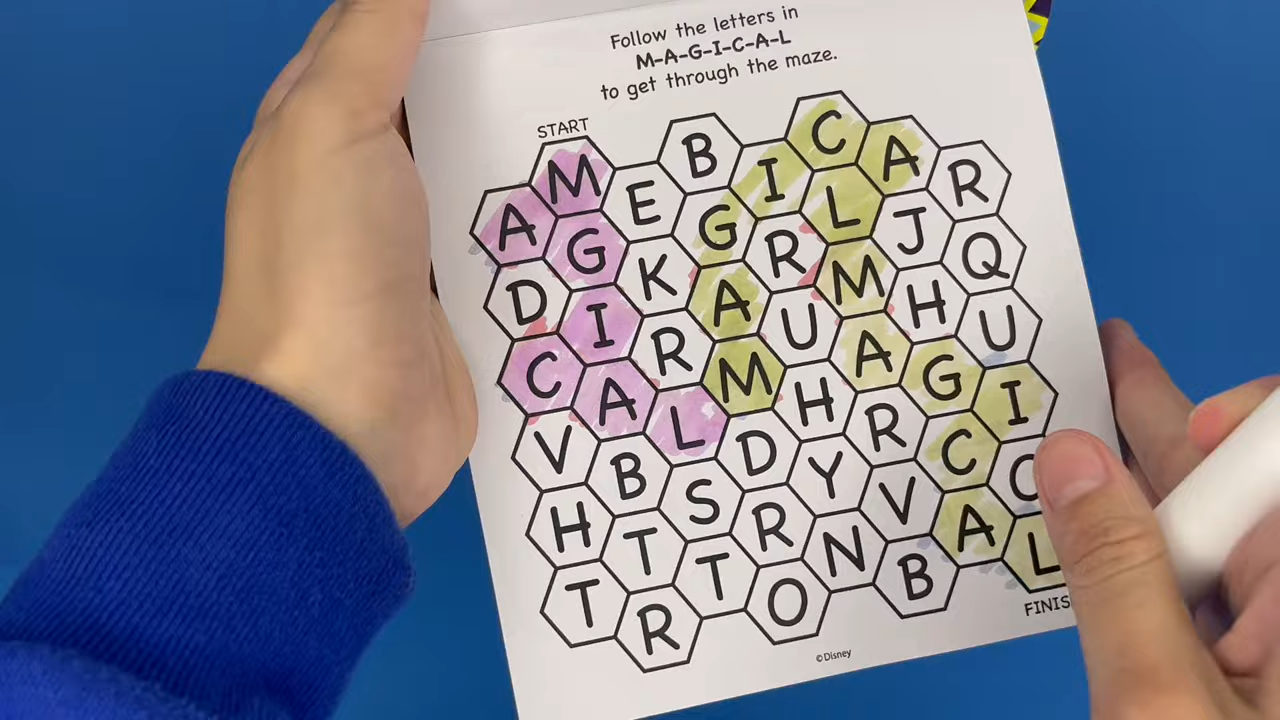 Follow the letters in
M-A-G-I-C-A-L
to get through the maze.
START
A M E B I C A R
D G K G R L J Q
C I R A U M H U
V A L M H A G I
H B S D Y R C
T T T R N V A L
R O B
FINIS
©Disney